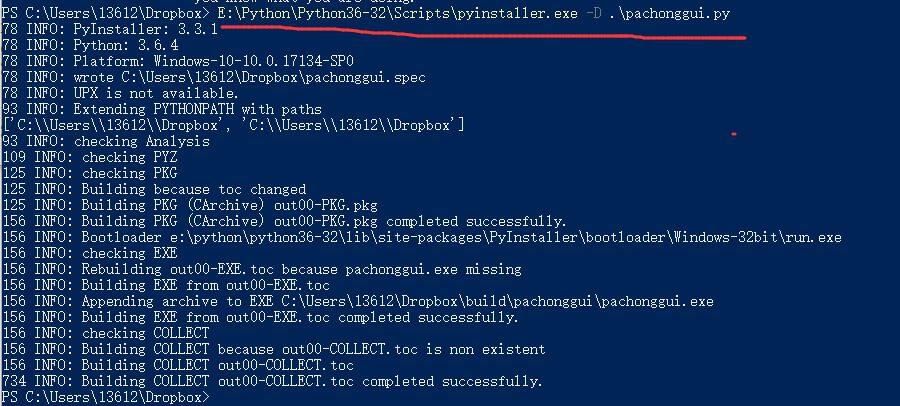 you know what you are doing.
PS C:\Users\13612\Dropbox> E:\Python\Python36-32\Scripts\pyinstaller.exe -D .\pachonggui.py
78 INFO: PyInstaller: 3.3.1
78 INFO: Python: 3.6.4
78 INFO: Platform: Windows-10-10.0.17134-SP0
78 INFO: wrote C:\Users\13612\Dropbox\pachonggui.spec
78 INFO: UPX is not available.
93 INFO: Extending PYTHONPATH with paths
['C:\\Users\\13612\\Dropbox', 'C:\\Users\\13612\\Dropbox']
93 INFO: checking Analysis
109 INFO: checking PYZ
125 INFO: checking PKG
125 INFO: Building because toc changed
125 INFO: Building PKG (CArchive) out00-PKG.pkg
156 INFO: Building PKG (CArchive) out00-PKG.pkg completed successfully.
156 INFO: Bootloader e:\python\python36-32\lib\site-packages\PyInstaller\bootloader\Windows-32bit\run.exe
156 INFO: checking EXE
156 INFO: Rebuilding out00-EXE.toc because pachonggui.exe missing
156 INFO: Building EXE from out00-EXE.toc
156 INFO: Appending archive to EXE C:\Users\13612\Dropbox\build\pachonggui\pachonggui.exe
156 INFO: Building EXE from out00-EXE.toc completed successfully.
156 INFO: checking COLLECT
156 INFO: Building COLLECT because out00-COLLECT.toc is non existent
156 INFO: Building COLLECT out00-COLLECT.toc
734 INFO: Building COLLECT out00-COLLECT.toc completed successfully.
PS C:\Users\13612\Dropbox>